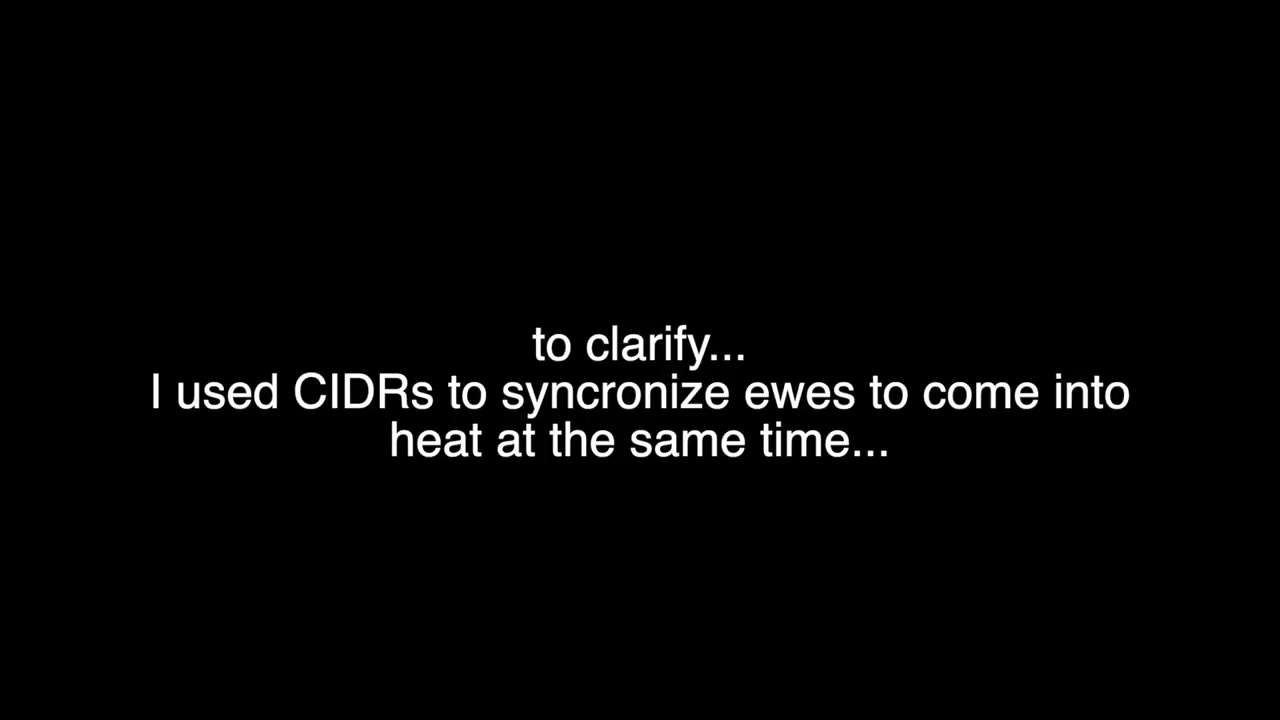 to clarify...
I used CIDRs to syncronize ewes to come into
heat at the same time...